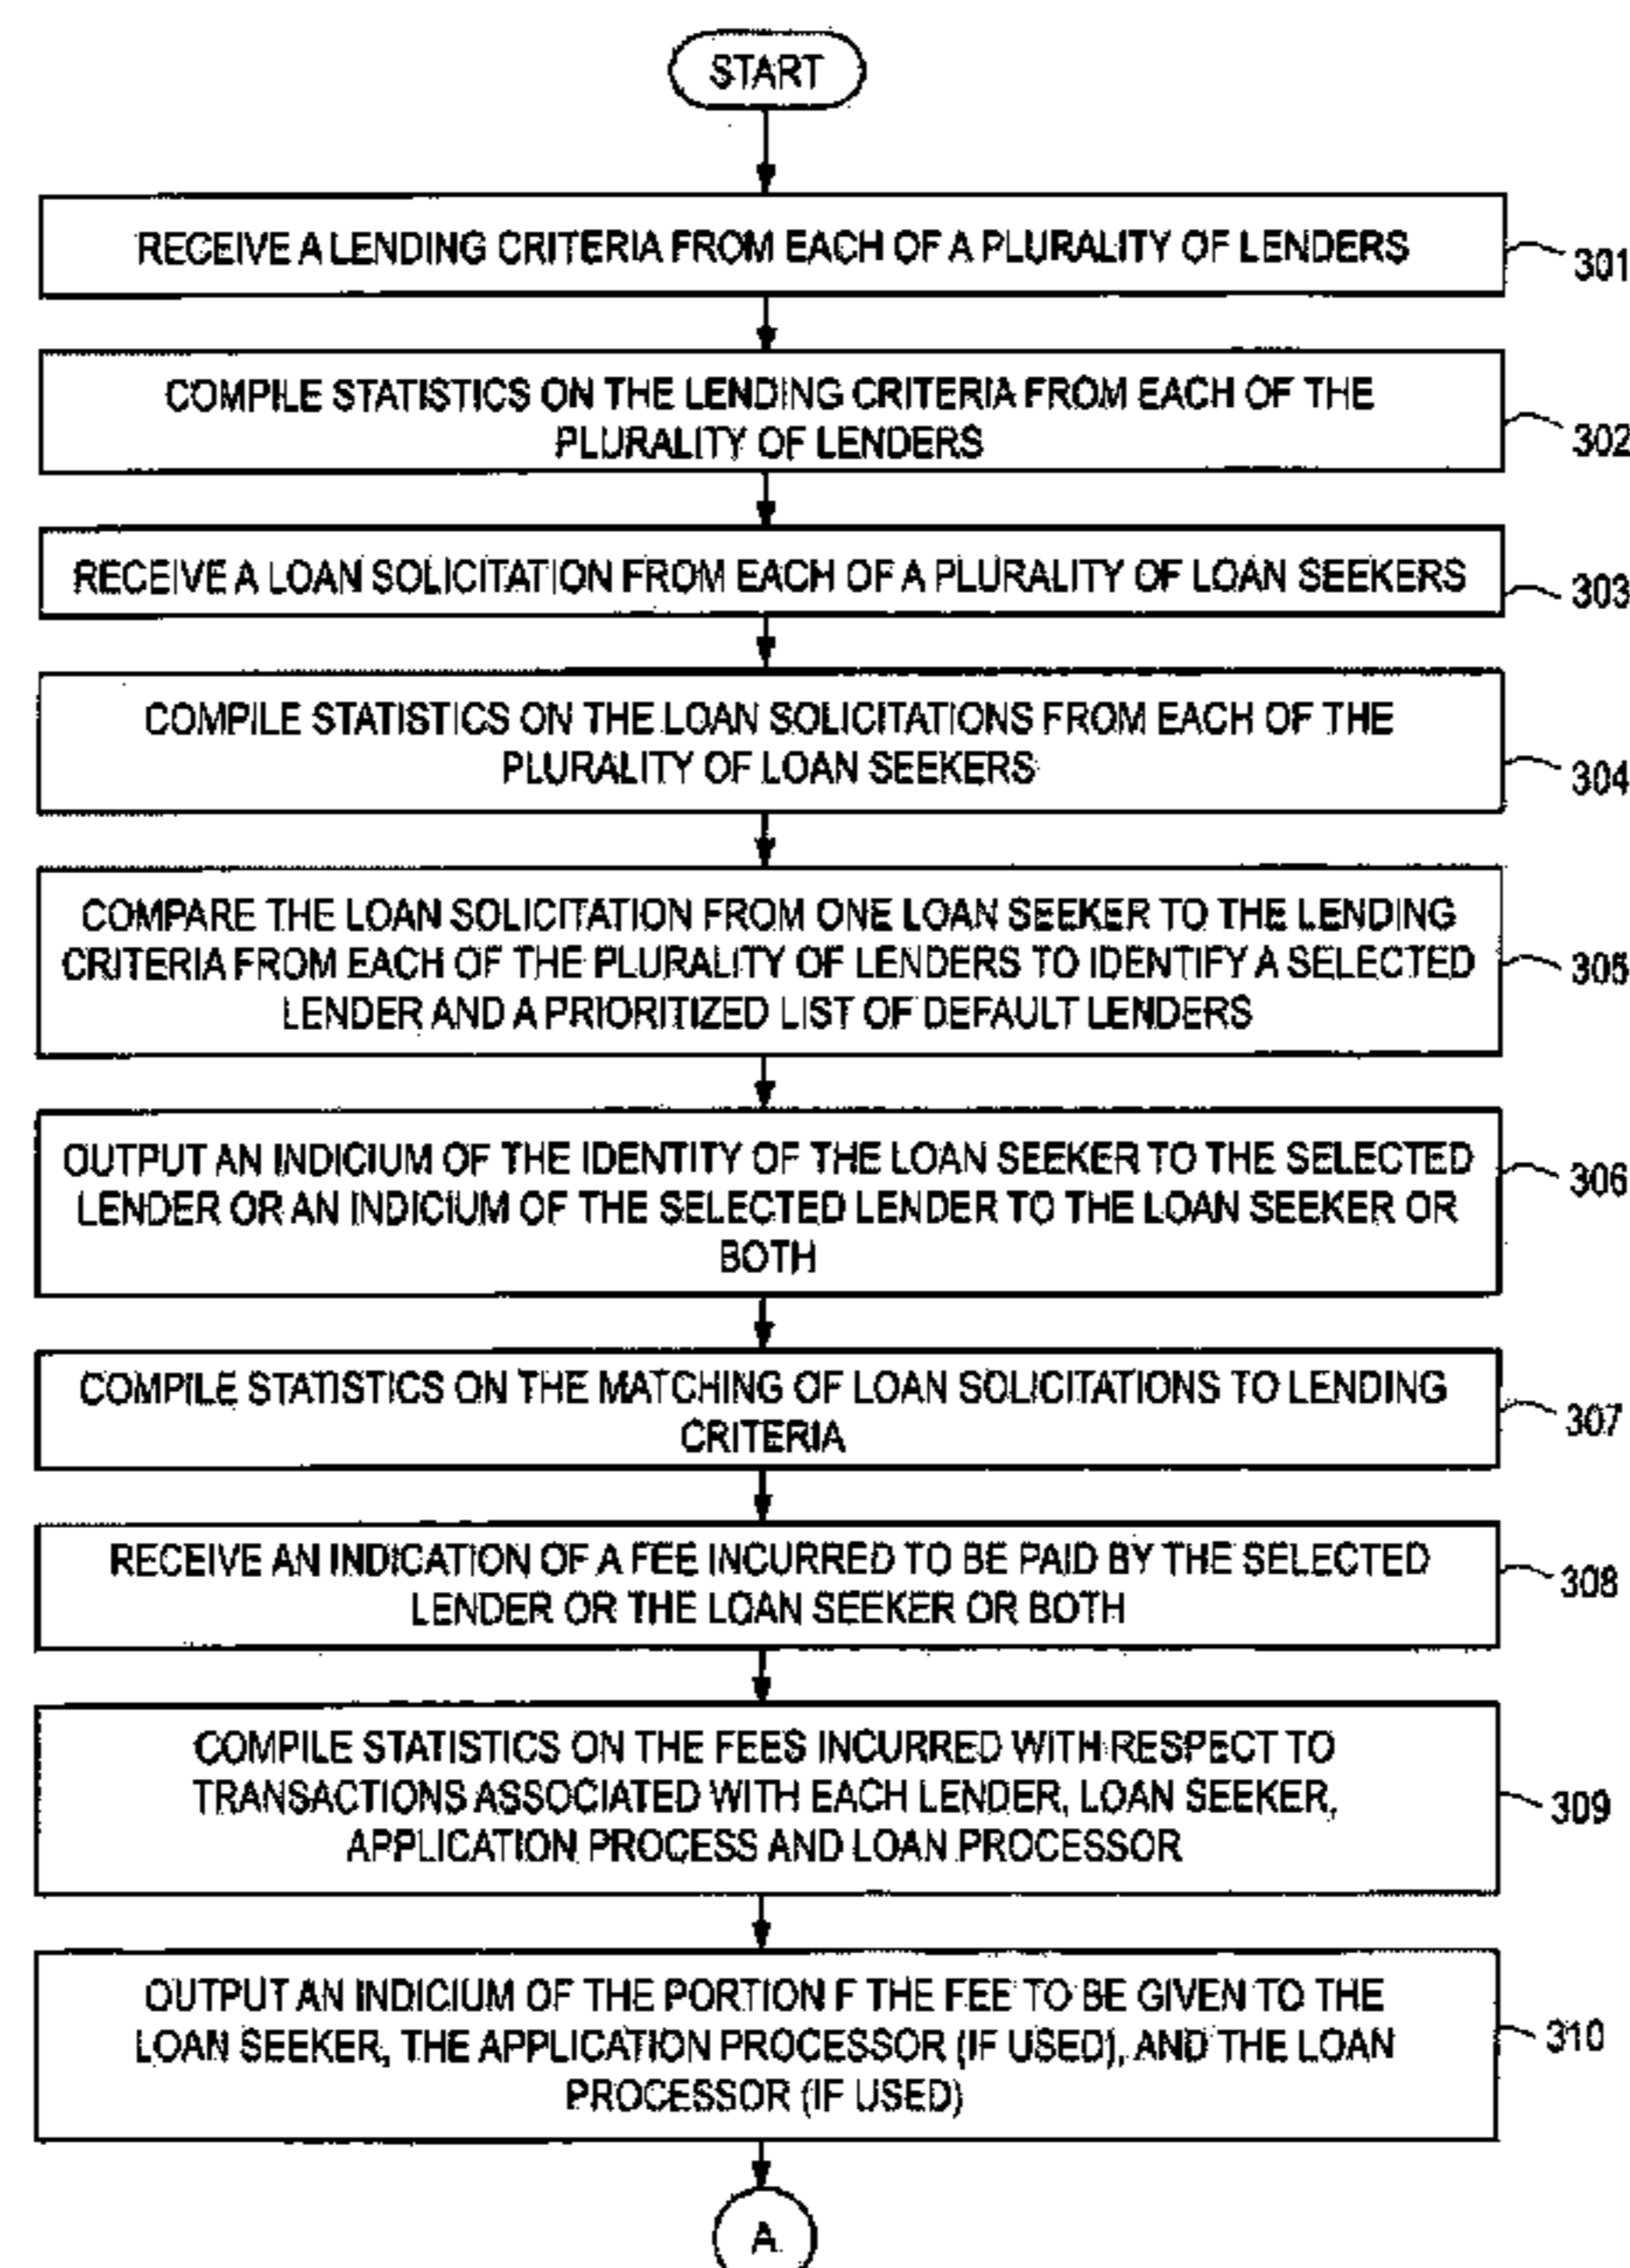 START
RECEIVE A LENDING CRITERIA FROM EACH OF A PLURALITY OF LENDERS
301
COMPILE STATISTICS ON THE LENDING CRITERIA FROM EACH OF THE
PLURALITY OF LENDERS
302
RECEIVE A LOAN SOLICITATION FROM EACH OF A PLURALITY OF LOAN SEEKERS
303
COMPILE STATISTICS ON THE LOAN SOLICITATIONS FROM EACH OF THE
PLURALITY OF LOAN SEEKERS
304
COMPARE THE LOAN SOLICITATION FROM ONE LOAN SEEKER TO THE LENDING
CRITERIA FROM EACH OF THE PLURALITY OF LENDERS TO IDENTIFY A SELECTED
LENDER AND A PRIORITIZED LIST OF DEFAULT LENDERS
305
OUTPUT AN INDICIUM OF THE IDENTITY OF THE LOAN SEEKER TO THE SELECTED
LENDER OR AN INDICIUM OF THE SELECTED LENDER TO THE LOAN SEEKER OR
BOTH
306
COMPILE STATISTICS ON THE MATCHING OF LOAN SOLICITATIONS TO LENDING
CRITERIA
307
RECEIVE AN INDICATION OF A FEE INCURRED TO BE PAID BY THE SELECTED
LENDER OR THE LOAN SEEKER OR BOTH
308
COMPILE STATISTICS ON THE FEES INCURRED WITH RESPECT TO
TRANSACTIONS ASSOCIATED WITH EACH LENDER, LOAN SEEKER,
APPLICATION PROCESS AND LOAN PROCESSOR
309
OUTPUT AN INDICIUM OF THE PORTION F THE FEE TO BE GIVEN TO THE
LOAN SEEKER, THE APPLICATION PROCESSOR (IF USED), AND THE LOAN
PROCESSOR (IF USED)
310
A